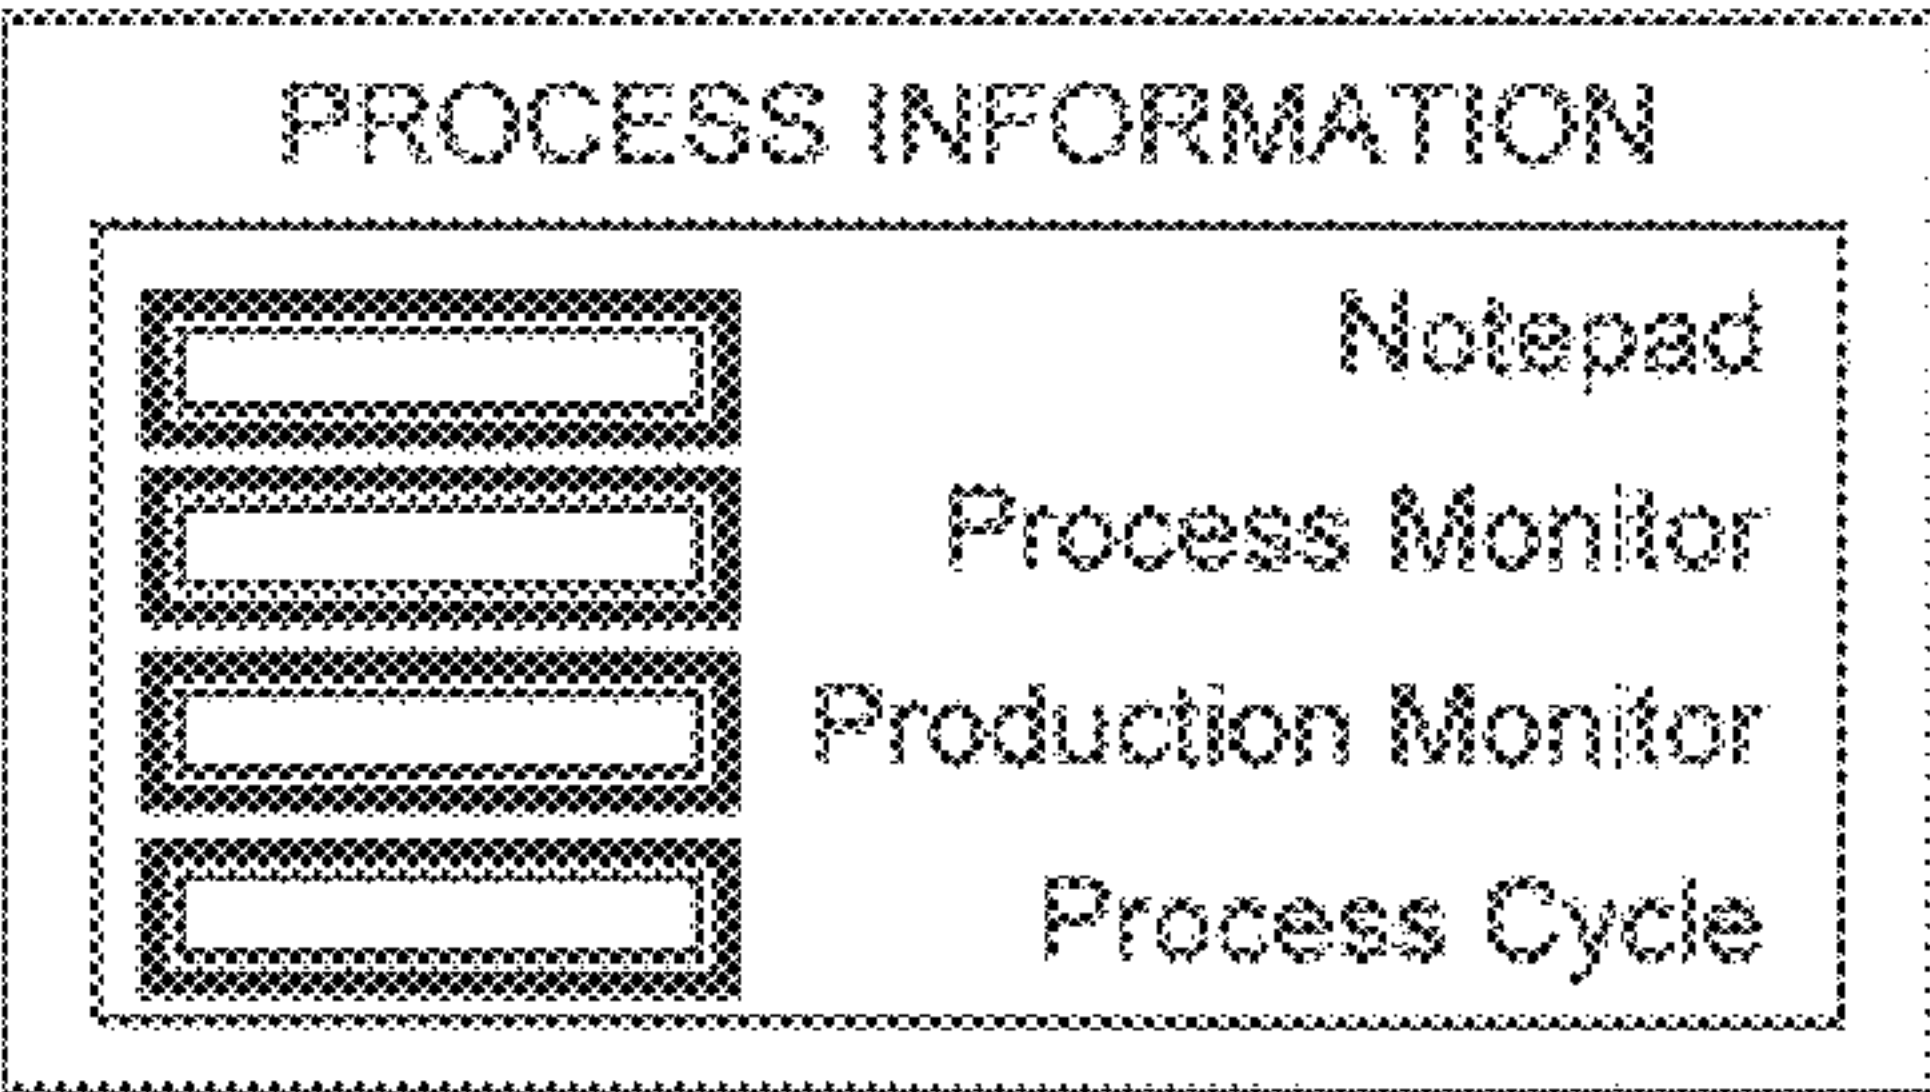 PROCESS INFORMATION
Notepad
Process Monitor
Production Monitor
Process Cycle